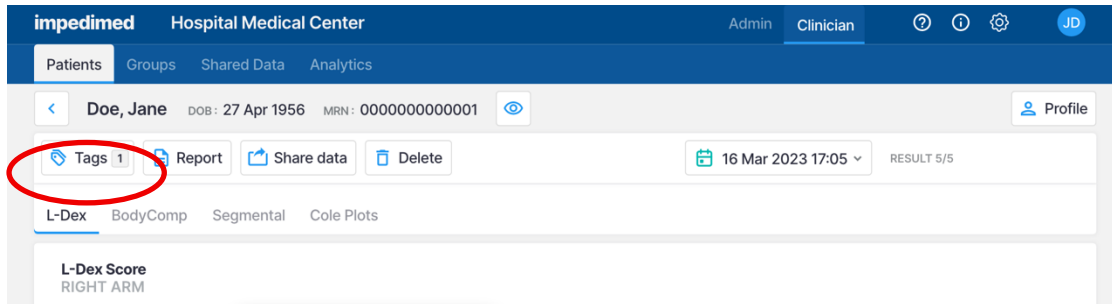 impedimed Hospital Medical Center Admin Clinician JD
Patients Groups Shared Data Analytics
Doe, Jane DOB: 27 Apr 1956 MRN: 0000000000001 Profile
Tags 1 Report Share data Delete 16 Mar 2023 17:05 RESULT 5/5
L-Dex BodyComp Segmental Cole Plots
L-Dex Score
RIGHT ARM